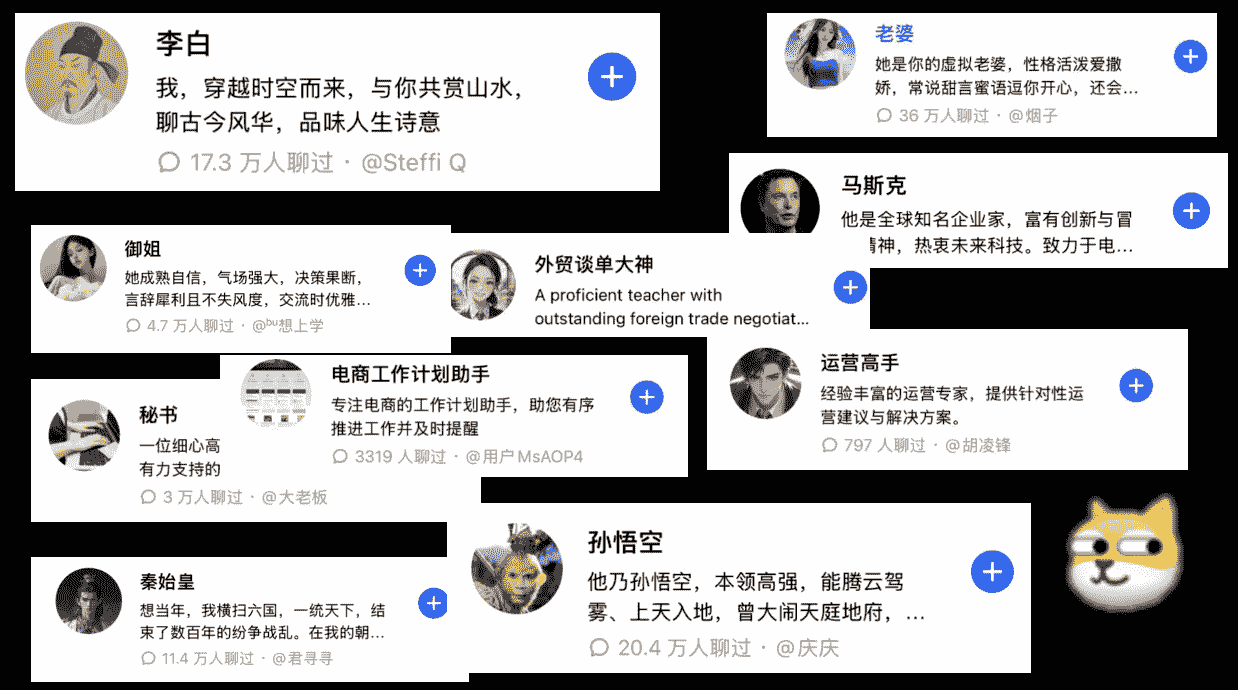 李白
我，穿越时空而来，与你共赏山水，
聊古今风华，品味人生诗意
17.3 万人聊过 · @Steffi Q
老婆
她是你的虚拟老婆，性格活泼爱撒
娇，常说甜言蜜语逗你开心，还会...
36 万人聊过 · @烟子
马斯克
他是全球知名企业家，富有创新与冒
精神，热衷未来科技。致力于电...
御姐
她成熟自信，气场强大，决策果断，
言辞犀利且不失风度，交流时优雅...
4.7 万人聊过 · @ᵇᵘ想上学
外贸谈单大神
A proficient teacher with
outstanding foreign trade negotiat...
运营高手
经验丰富的运营专家，提供针对性运
营建议与解决方案。
797 人聊过 · @胡凌锋
电商工作计划助手
专注电商的工作计划助手，助您有序
推进工作并及时提醒
3319 人聊过 · @用户MsAOP4
秘书
一位细心高
有力支持的
3 万人聊过 · @大老板
孙悟空
他乃孙悟空，本领高强，能腾云驾
雾、上天入地，曾大闹天庭地府，...
20.4 万人聊过 · @庆庆
秦始皇
想当年，我横扫六国，一统天下，结
束了数百年的纷争战乱。在我的朝...
11.4 万人聊过 · @君寻寻